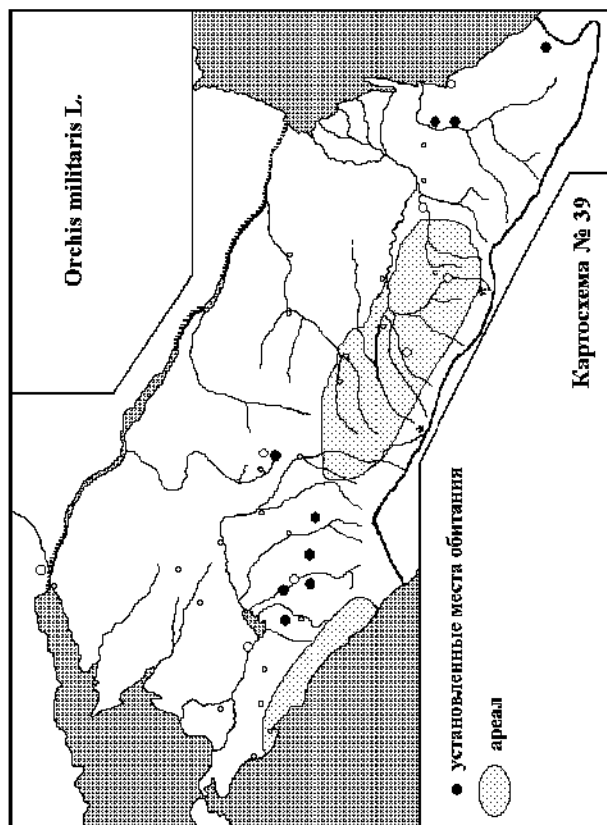 Orchis militaris L.
Картосхема № 39
установленные места обитания
ареал